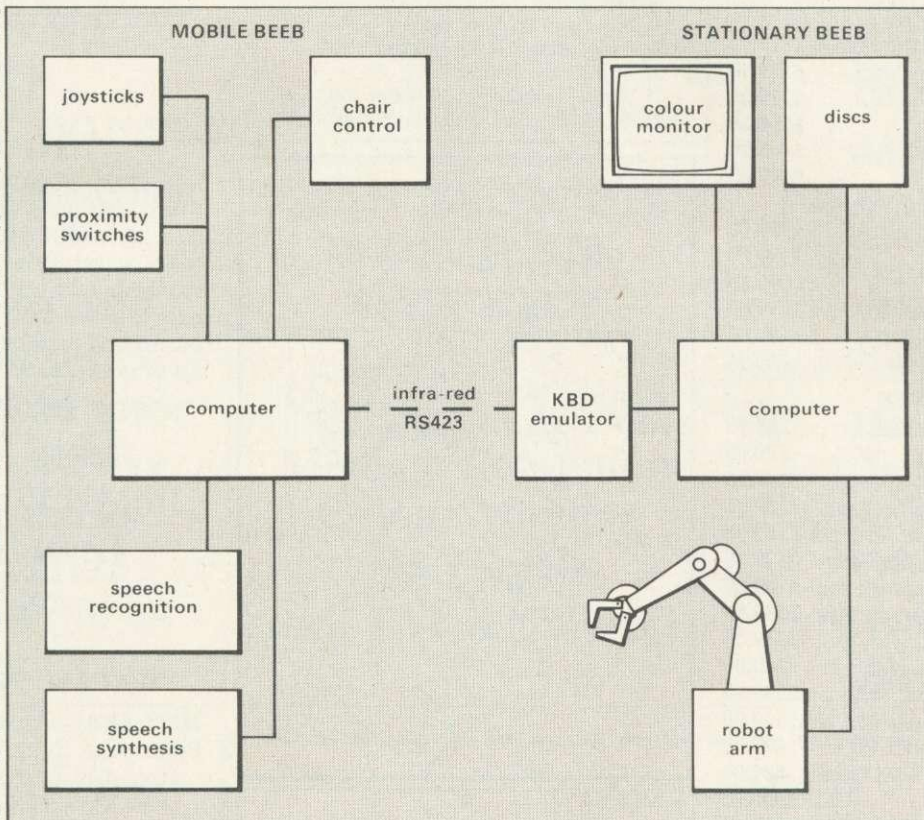 MOBILE BEEB
STATIONARY BEEB
joysticks
chair
control
colour
monitor
discs
proximity
switches
computer
infra-red
RS423
KBD
emulator
computer
speech
recognition
speech
synthesis
robot
arm